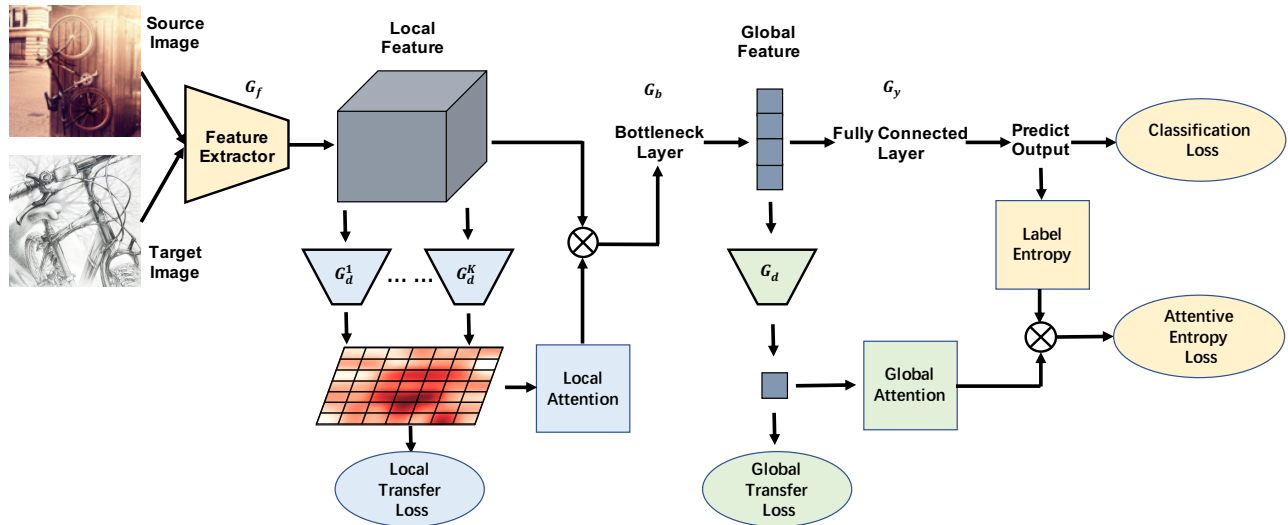 Source
Image
Local
Feature
Global
Feature
G_f
G_b
G_y
Feature
Extractor
Bottleneck
Layer
Fully Connected
Layer
Predict
Output
Classification
Loss
Target
Image
G_d^1
... ...
G_d^K
G_d
Label
Entropy
Attentive
Entropy
Loss
Local
Attention
Global
Attention
Local
Transfer
Loss
Global
Transfer
Loss